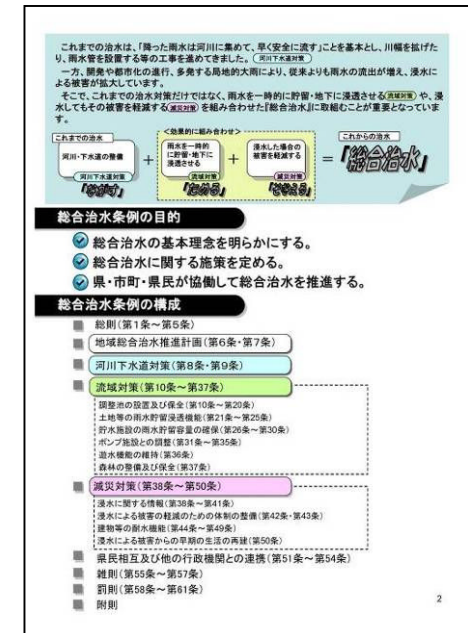 これまでの治水は、「降った雨水は河川に集めて、早く安全に流す」ことを基本とし、川幅を拡げた
り、雨水管を設置する等の工事を進めてきました。(河川下水道対策)
一方、開発や都市化の進行、多発する局地的大雨により、従来よりも雨水の流出が増え、浸水に
よる被害が拡大しています。
そこで、これまでの治水対策だけではなく、雨水を一時的に貯留・地下に浸透させる(流域対策)や、浸
水してもその被害を軽減する(減災対策)を組み合わせた『総合治水』に取組むことが重要となっていま
す。
これまでの治水
河川・下水道の整備
河川下水道対策
「ながす」
+
<効果的に組み合わせ>
雨水を一時的
に貯留・地下に
浸透させる
流域対策
「ためる」
+
浸水した場合の
被害を軽減する
減災対策
「そなえる」
=
これからの治水
「総合治水」
総合治水条例の目的
総合治水の基本理念を明らかにする。
総合治水に関する施策を定める。
県・市町・県民が協働して総合治水を推進する。
総合治水条例の構成
総則(第1条～第5条)
地域総合治水推進計画(第6条・第7条)
河川下水道対策(第8条・第9条)
流域対策(第10条～第37条)
調整池の設置及び保全(第10条～第20条)
土地等の雨水貯留浸透機能(第21条～第25条)
貯水施設の雨水貯留容量の確保(第26条～第30条)
ポンプ施設との調整(第31条～第35条)
遊水機能の維持(第36条)
森林の整備及び保全(第37条)
減災対策(第38条～第50条)
浸水に関する情報(第38条～第41条)
浸水による被害の軽減のための体制の整備(第42条・第43条)
建物等の耐水機能(第44条～第49条)
浸水による被害からの早期の生活の再建(第50条)
県民相互及び他の行政機関との連携(第51条～第54条)
雑則(第55条～第57条)
罰則(第58条～第61条)
附則
2